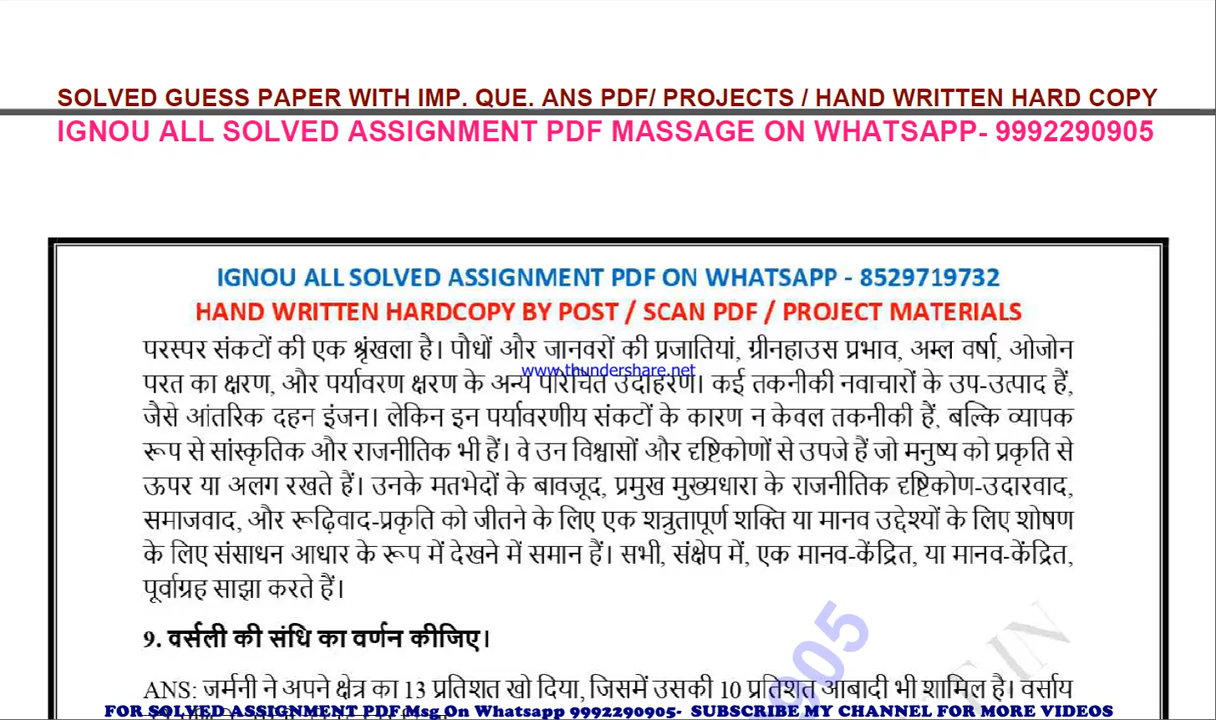 SOLVED GUESS PAPER WITH IMP. QUE. ANS PDF/ PROJECTS / HAND WRITTEN HARD COPY
IGNOU ALL SOLVED ASSIGNMENT PDF MASSAGE ON WHATSAPP- 9992290905
IGNOU ALL SOLVED ASSIGNMENT PDF ON WHATSAPP - 8529719732
HAND WRITTEN HARDCOPY BY POST / SCAN PDF / PROJECT MATERIALS
परस्पर संकटों की एक श्रृंखला है। पौधों और जानवरों की प्रजातियां, ग्रीनहाउस प्रभाव, अम्ल वर्षा, ओजोन
www.thundershare.net
परत का क्षरण, और पर्यावरण क्षरण के अन्य परिचित उदाहरण। कई तकनीकी नवाचारों के उप-उत्पाद हैं,
जैसे आंतरिक दहन इंजन। लेकिन इन पर्यावरणीय संकटों के कारण न केवल तकनीकी हैं, बल्कि व्यापक
रूप से सांस्कृतिक और राजनीतिक भी हैं। वे उन विश्वासों और दृष्टिकोणों से उपजे हैं जो मनुष्य को प्रकृति से
ऊपर या अलग रखते हैं। उनके मतभेदों के बावजूद, प्रमुख मुख्यधारा के राजनीतिक दृष्टिकोण-उदारवाद,
समाजवाद, और रूढ़िवाद-प्रकृति को जीतने के लिए एक शत्रुतापूर्ण शक्ति या मानव उद्देश्यों के लिए शोषण
के लिए संसाधन आधार के रूप में देखने में समान हैं। सभी, संक्षेप में, एक मानव-केंद्रित, या मानव-केंद्रित,
पूर्वाग्रह साझा करते हैं।
9. वर्सली की संधि का वर्णन कीजिए।
ANS: जर्मनी ने अपने क्षेत्र का 13 प्रतिशत खो दिया, जिसमें उसकी 10 प्रतिशत आबादी भी शामिल है। वर्साय
905
EIN
FOR SOLVED ASSIGNMENT PDF Msg On Whatsapp 9992290905- SUBSCRIBE MY CHANNEL FOR MORE VIDEOS